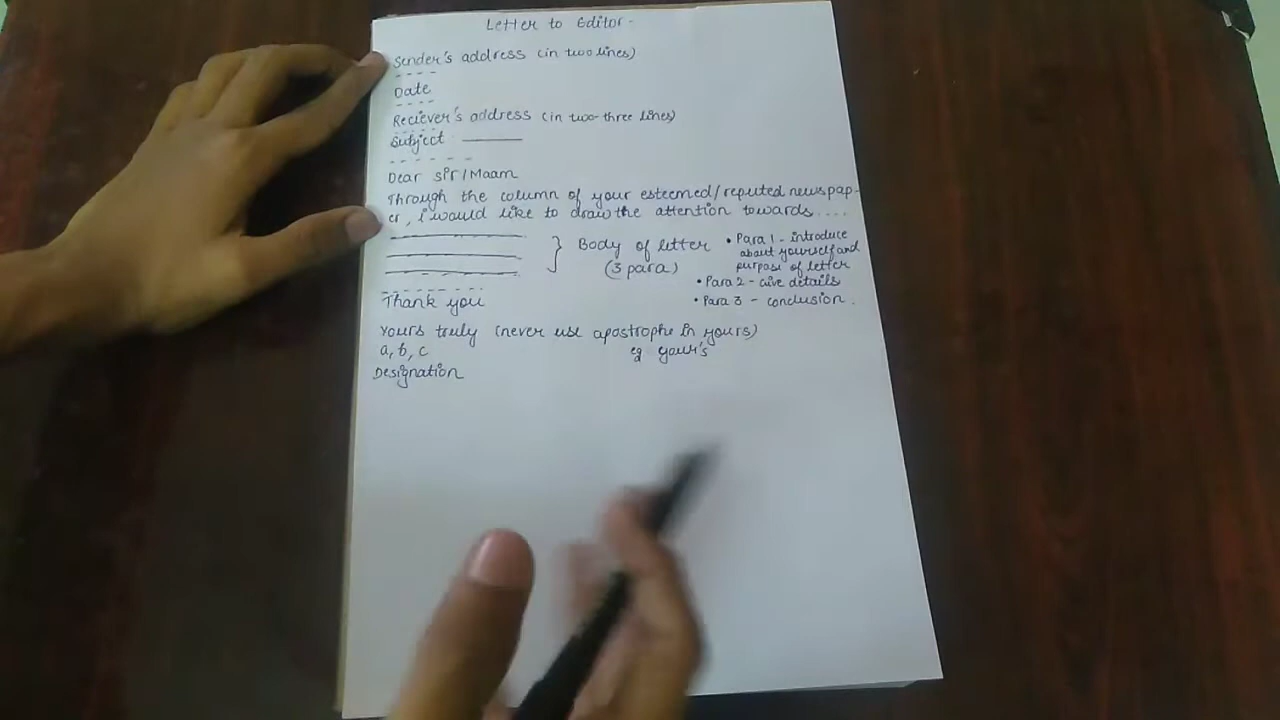 Letter to Editor-
Sender's address (in two lines)
Date
Reciever's address (in two-three lines)
Subject
Dear Sir/Maam
Through the column of your esteemed/reputed newspap-
er, i would like to draw the attention towards....
Body of letter
(3 para)
• Para 1 - introduce
about yourself and
purpose of letter
• Para 2 - Give details
• Para 3 - conclusion.
Thank you
Yours truly (never use apostrophe in yours)
a, b, c
eg your's
Designation